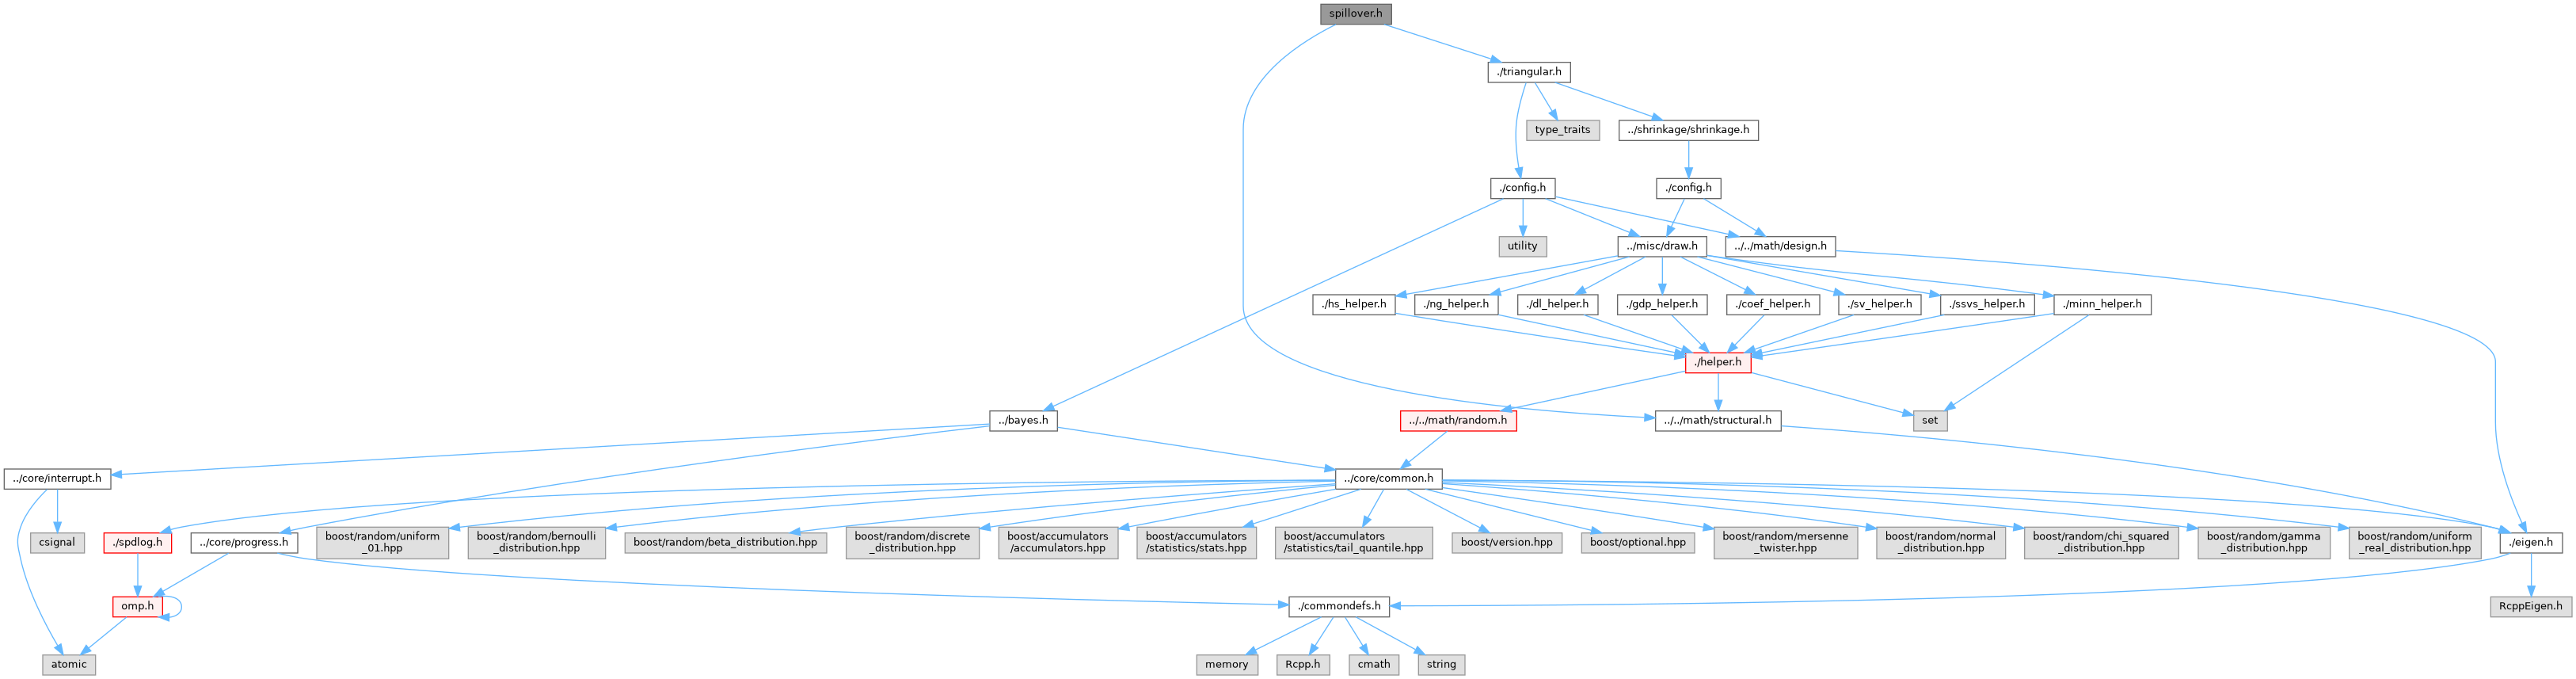 spillover.h
./triangular.h
type_traits
../shrinkage/shrinkage.h
./config.h
./config.h
utility
../misc/draw.h
../../math/design.h
./hs_helper.h
./ng_helper.h
./dl_helper.h
./gdp_helper.h
./coef_helper.h
./sv_helper.h
./ssvs_helper.h
./minn_helper.h
./helper.h
../bayes.h
../../math/random.h
../../math/structural.h
set
../core/interrupt.h
../core/common.h
csignal
./spdlog.h
../core/progress.h
boost/random/uniform
_01.hpp
boost/random/bernoulli
_distribution.hpp
boost/random/beta_distribution.hpp
boost/random/discrete
_distribution.hpp
boost/accumulators
/accumulators.hpp
boost/accumulators
/statistics/stats.hpp
boost/accumulators
/statistics/tail_quantile.hpp
boost/version.hpp
boost/optional.hpp
boost/random/mersenne
_twister.hpp
boost/random/normal
_distribution.hpp
boost/random/chi_squared
_distribution.hpp
boost/random/gamma
_distribution.hpp
boost/random/uniform
_real_distribution.hpp
./eigen.h
omp.h
./commondefs.h
RcppEigen.h
atomic
memory
Rcpp.h
cmath
string